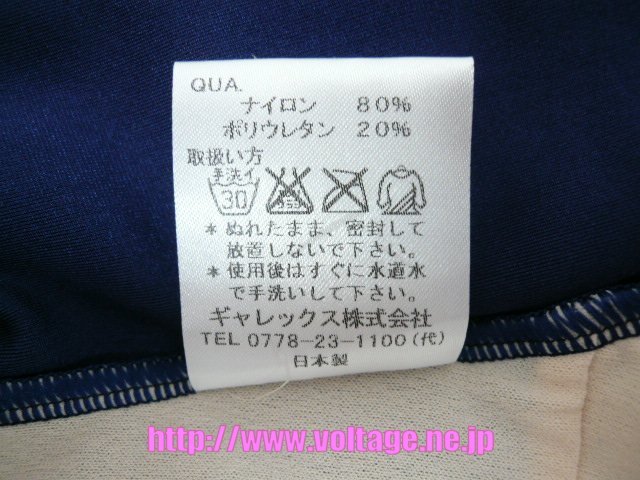 QUA.
ナイロン 80%
ポリウレタン 20%
取扱い方
手洗イ
30
* ぬれたまま、密封して
放置しないで下さい。
* 使用後はすぐに水道水
で手洗いして下さい。
ギャレックス株式会社
TEL 0778-23-1100(代)
日本製
http://www.voltage.ne.jp